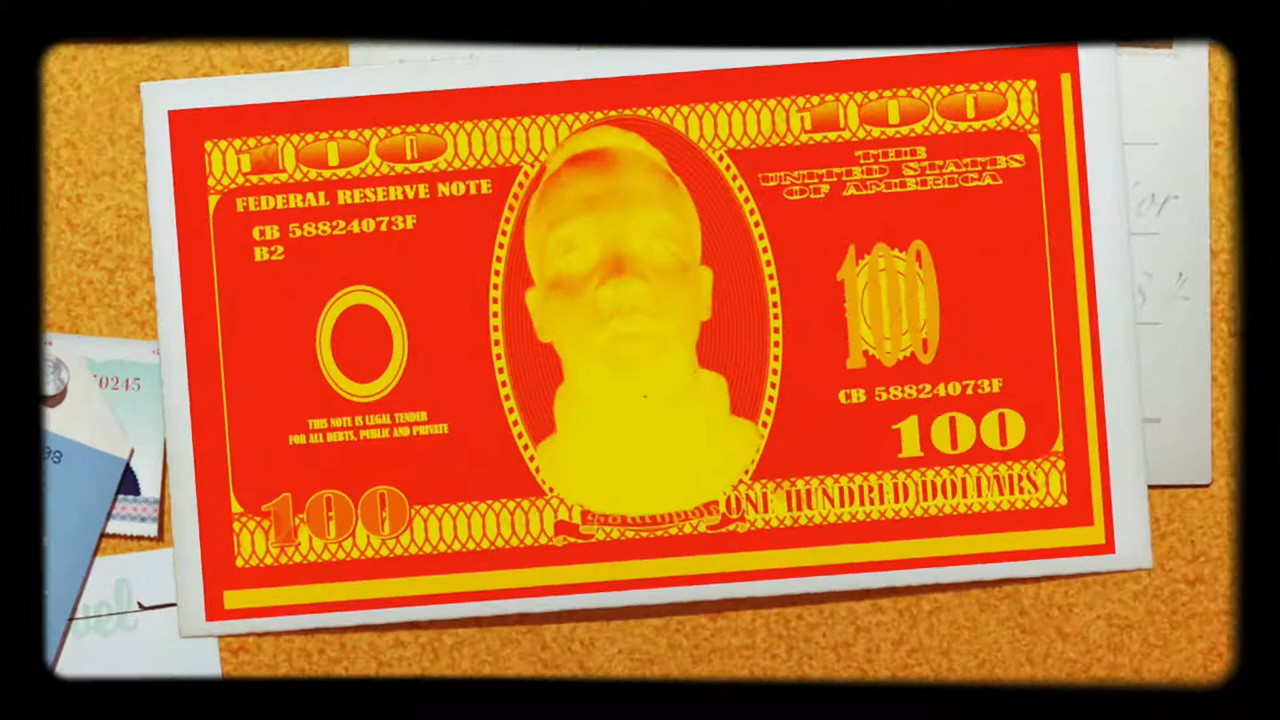 100
100
FEDERAL RESERVE NOTE
CB 58824073F
B2
THE
UNITED STATES
OF AMERICA
100
THIS NOTE IS LEGAL TENDER
FOR ALL DEBTS, PUBLIC AND PRIVATE
CB 58824073F
100
100
ONE HUNDRED DOLLARS
0245
98